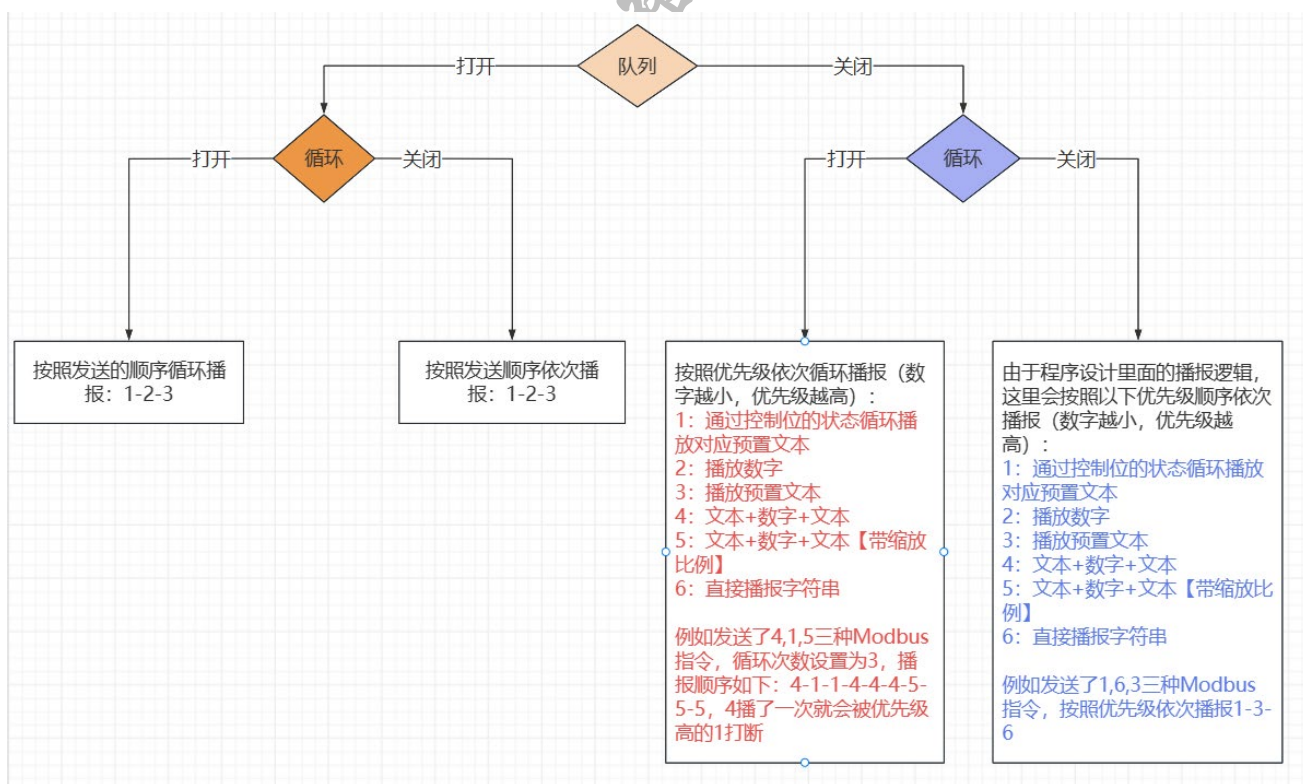 队列
打开
关闭
循环
打开
关闭
循环
打开
关闭
按照发送的顺序循环播
报：1-2-3
按照发送顺序依次播
报：1-2-3
按照优先级依次循环播报（数
字越小，优先级越高）：
1：通过控制位的状态循环播
放对应预置文本
2：播放数字
3：播放预置文本
4：文本+数字+文本
5：文本+数字+文本【带缩放
比例】
6：直接播报字符串
例如发送了4,1,5三种Modbus
指令，循环次数设置为3，播
报顺序如下：4-1-1-4-4-4-5-
5-5，4播了一次就会被优先级
高的1打断
由于程序设计里面的播报逻辑，
这里会按照以下优先级顺序依次
播报（数字越小，优先级越
高）：
1：通过控制位的状态循环播放
对应预置文本
2：播放数字
3：播放预置文本
4：文本+数字+文本
5：文本+数字+文本【带缩放比
例】
6：直接播报字符串
例如发送了1,6,3三种Modbus
指令，按照优先级依次播报1-3-
6